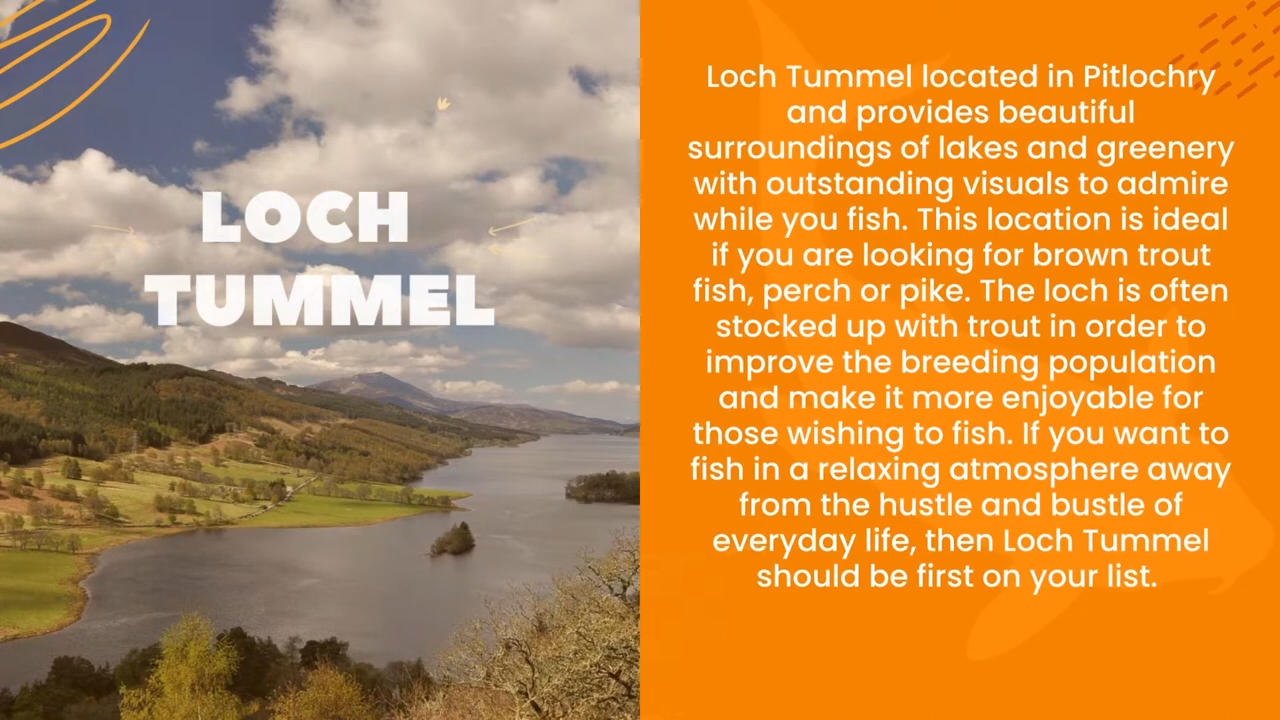 LOCH
TUMMEL
Loch Tummel located in Pitlochry
and provides beautiful
surroundings of lakes and greenery
with outstanding visuals to admire
while you fish. This location is ideal
if you are looking for brown trout
fish, perch or pike. The loch is often
stocked up with trout in order to
improve the breeding population
and make it more enjoyable for
those wishing to fish. If you want to
fish in a relaxing atmosphere away
from the hustle and bustle of
everyday life, then Loch Tummel
should be first on your list.